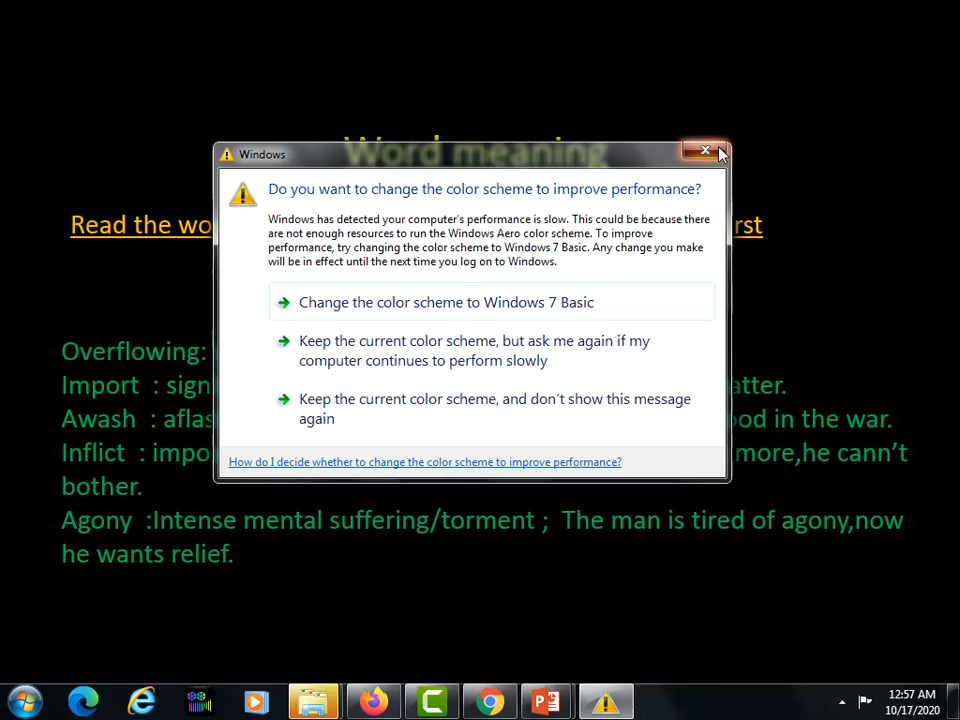 Word meaning
Windows
Do you want to change the color scheme to improve performance?
Read the wo
rst
Windows has detected your computer's performance is slow. This could be because there
are not enough resources to run the Windows Aero color scheme. To improve
performance, try changing the color scheme to Windows 7 Basic. Any change you make
will be in effect until the next time you log on to Windows.
Change the color scheme to Windows 7 Basic
Keep the current color scheme, but ask me again if my
computer continues to perform slowly
Keep the current color scheme, and don't show this message
again
How do I decide whether to change the color scheme to improve performance?
Overflowing:
Import : sign
atter.
Awash : aflas
ood in the war.
Inflict : impo
more,he cann't
bother.
Agony :Intense mental suffering/torment ; The man is tired of agony,now
he wants relief.
12:57 AM
10/17/2020